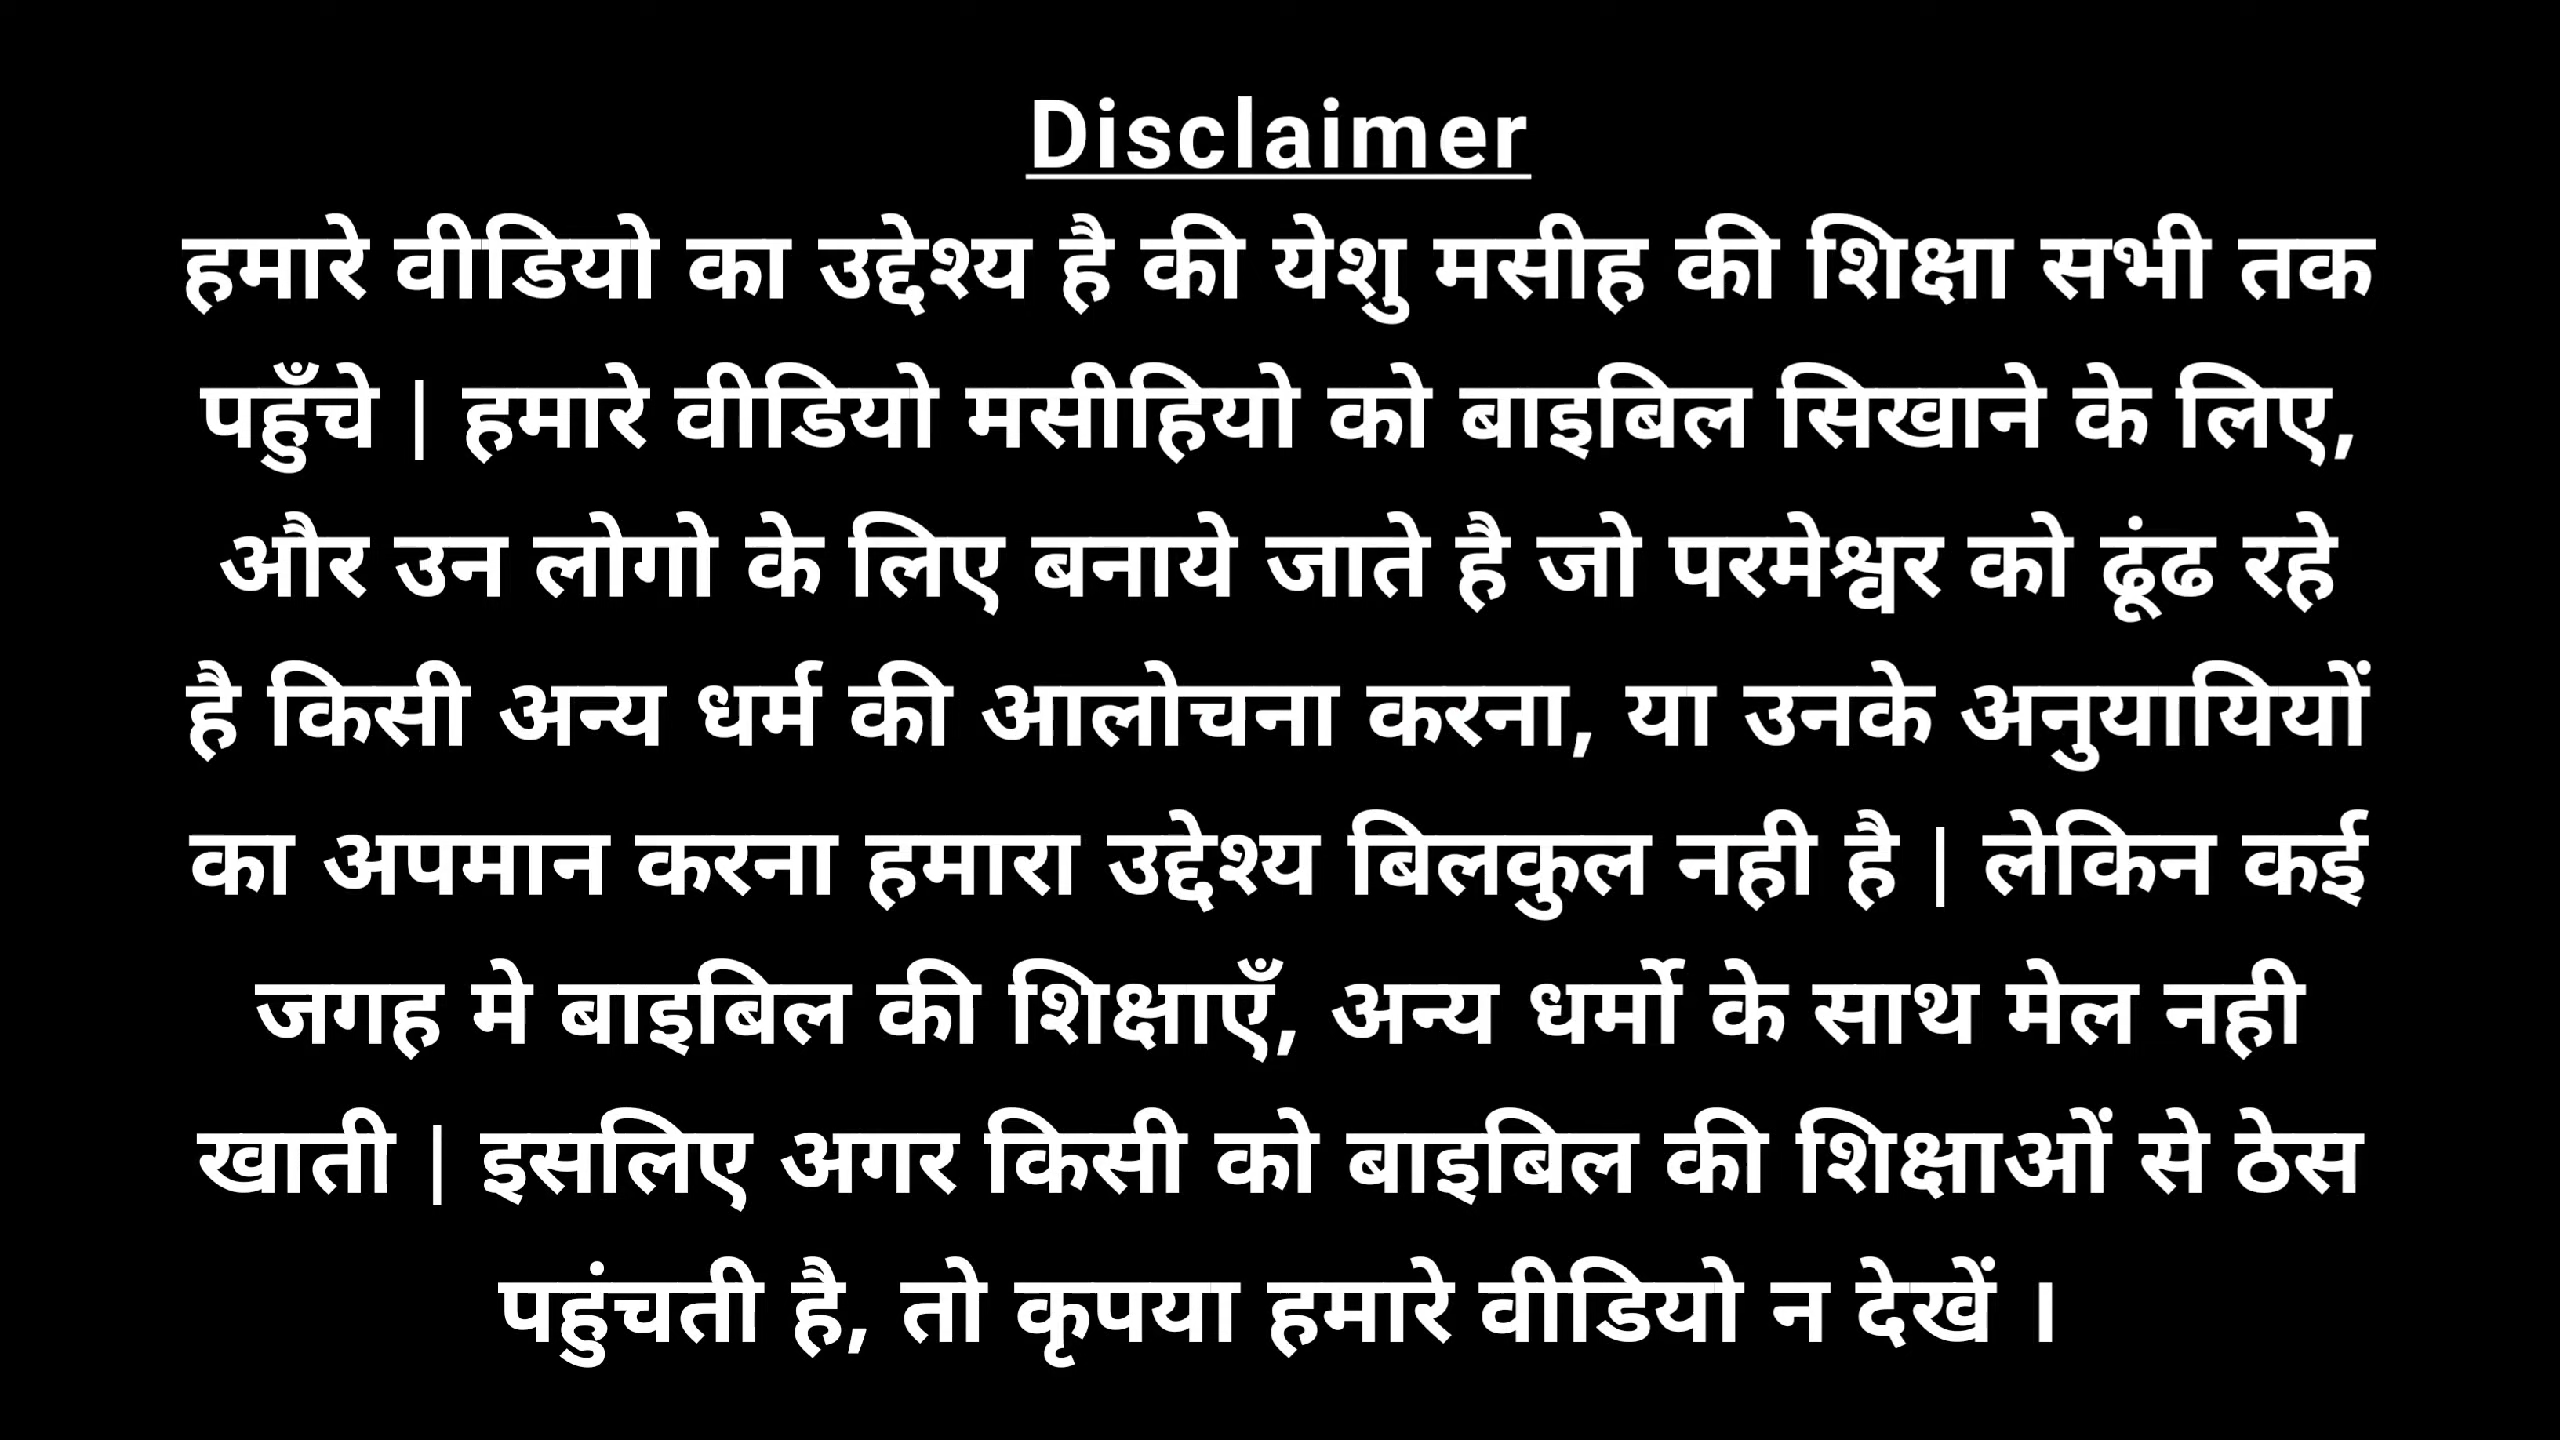 Disclaimer
हमारे वीडियो का उद्देश्य है की येशु मसीह की शिक्षा सभी तक
पहुँचे | हमारे वीडियो मसीहियो को बाइबिल सिखाने के लिए,
और उन लोगो के लिए बनाये जाते है जो परमेश्वर को ढूंढ रहे
है किसी अन्य धर्म की आलोचना करना, या उनके अनुयायियों
का अपमान करना हमारा उद्देश्य बिलकुल नही है | लेकिन कई
जगह मे बाइबिल की शिक्षाएँ, अन्य धर्मो के साथ मेल नही
खाती | इसलिए अगर किसी को बाइबिल की शिक्षाओं से ठेस
पहुंचती है, तो कृपया हमारे वीडियो न देखें ।